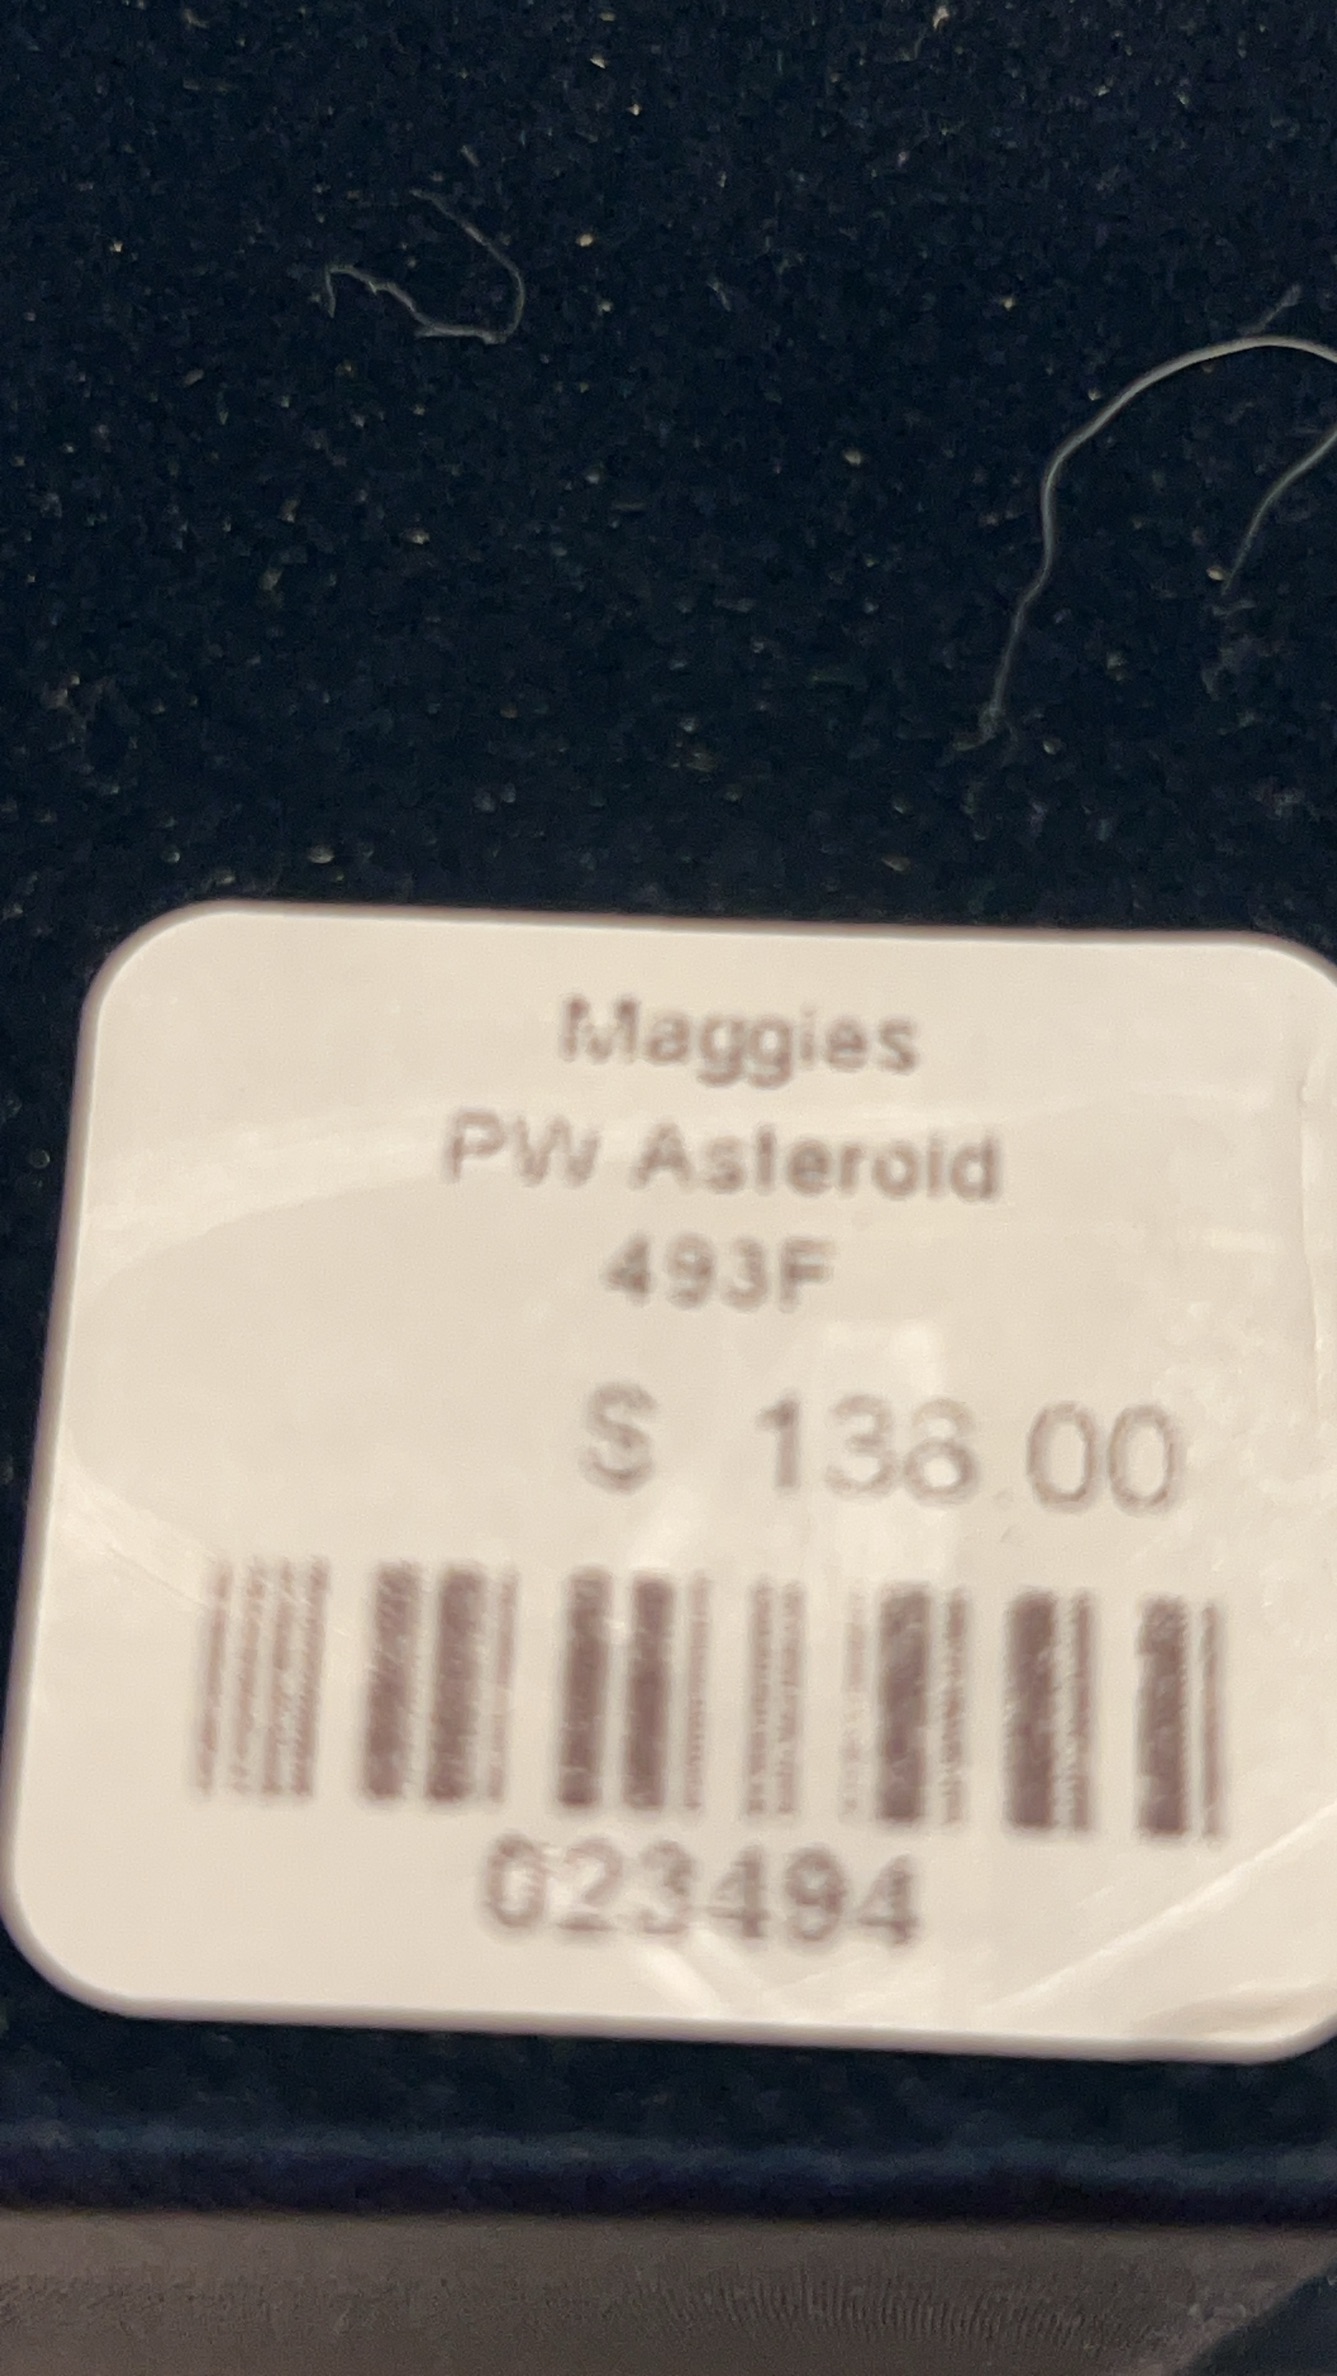 Maggies
PW Asteroid
493F
$ 138.00
023494